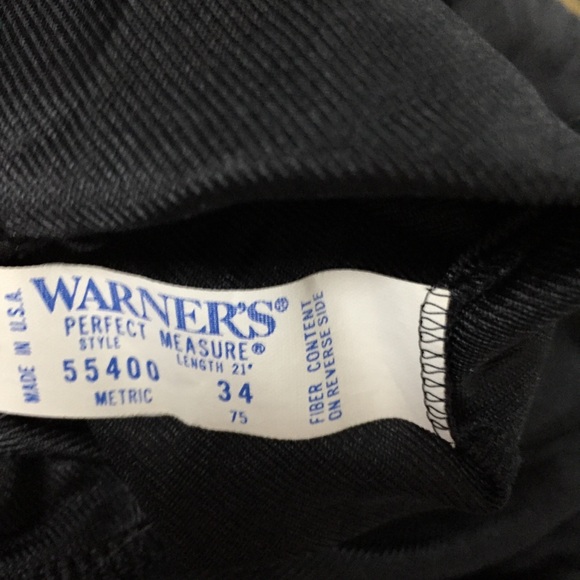 MADE IN U.S.A.
WARNER'S®
PERFECT MEASURE®
STYLE LENGTH 21"
55400 34
METRIC 75
FIBER CONTENT
ON REVERSE SIDE